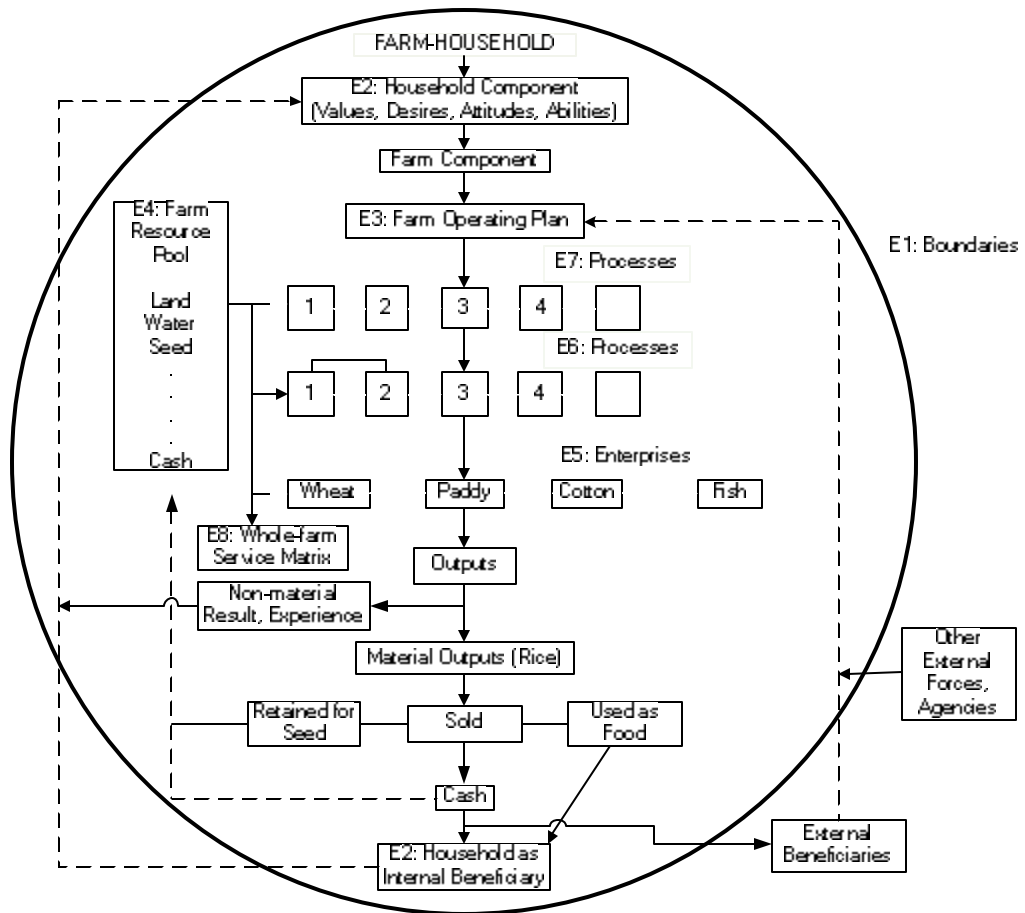 FARM-HOUSEHOLD
E2: Household Component
(Values, Desires, Attitudes, Abilities)
Farm Component
E4: Farm
Resource
Pool
Land
Water
Seed
.
.
.
.
Cash
E3: Farm Operating Plan
E1: Boundaries
E7: Processes
1 2 3 4
E6: Processes
1 2 3 4
E5: Enterprises
Wheat Paddy Cotton Fish
E8: Whole-farm
Service Matrix
Outputs
Non-material
Result, Experience
Material Outputs (Rice)
Other
External
Forces,
Agencies
Retained for
Seed
Sold
Used as
Food
Cash
External
Beneficiaries
E2: Household as
Internal Beneficiary